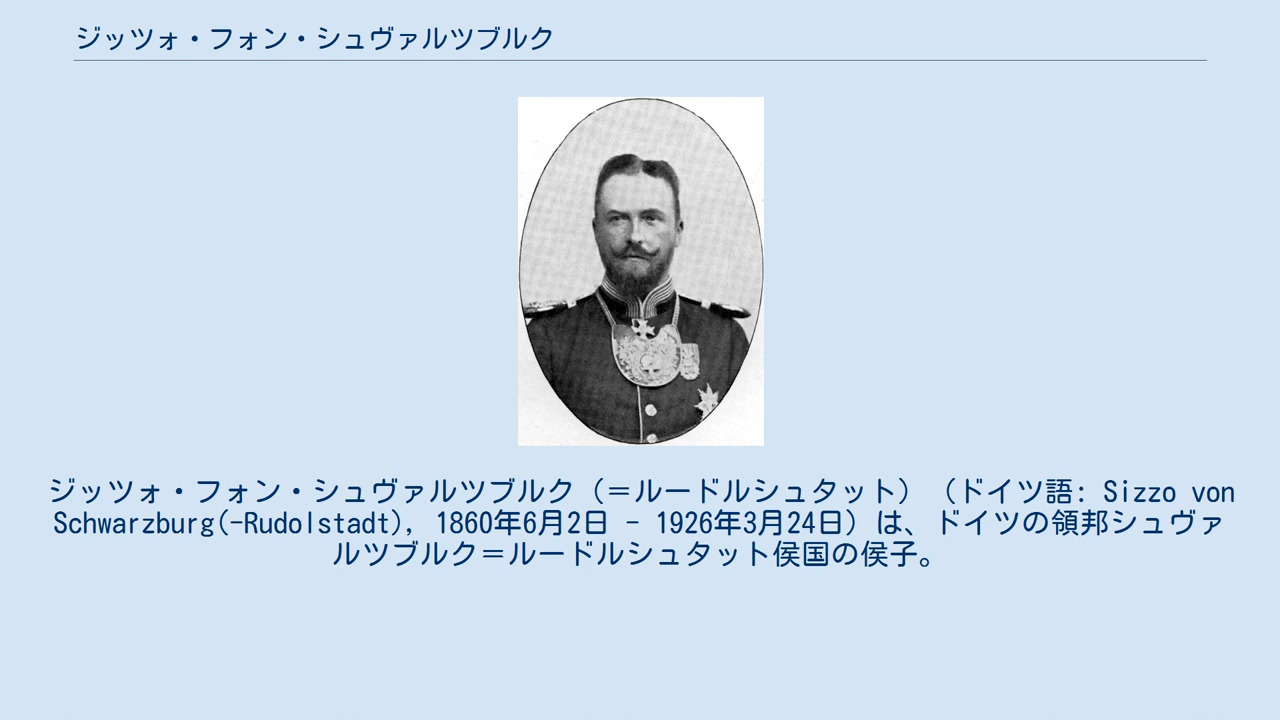 ジッツォ・フォン・シュヴァルツブルク
ジッツォ・フォン・シュヴァルツブルク（＝ルードルシュタット）（ドイツ語: Sizzo von
Schwarzburg(-Rudolstadt), 1860年6月2日 - 1926年3月24日）は、ドイツの領邦シュヴァ
ルツブルク＝ルードルシュタット侯国の侯子。